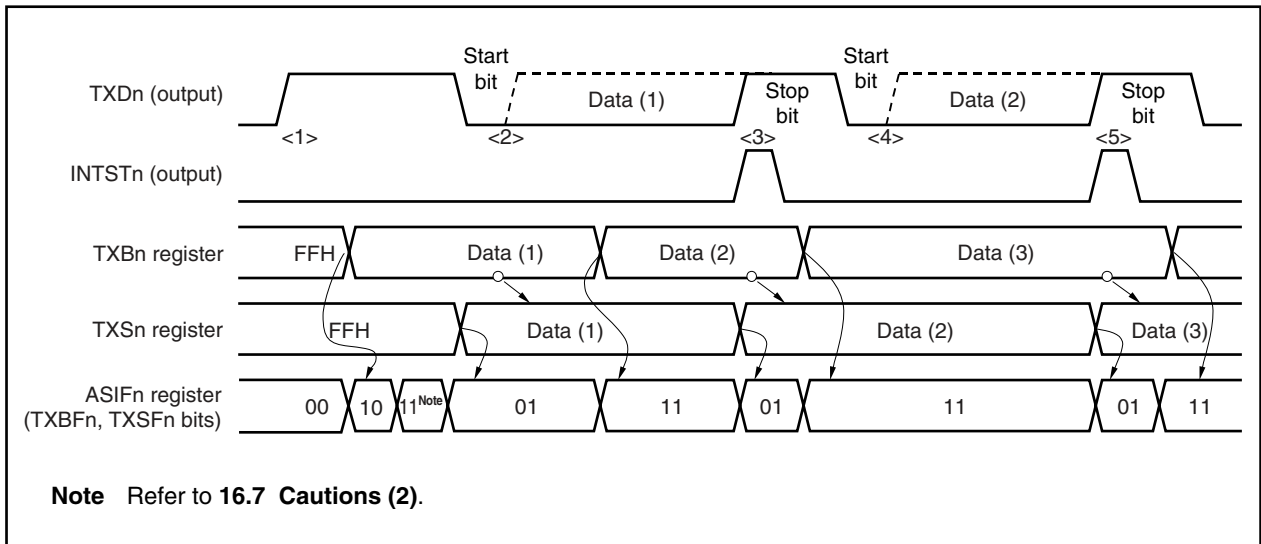 Start bit
Start bit
TXDn (output)
Data (1)
Stop bit
Data (2)
Stop bit
<1>
<2>
<3>
<4>
<5>
INTSTn (output)
TXBn register
FFH
Data (1)
Data (2)
Data (3)
TXSn register
FFH
Data (1)
Data (2)
Data (3)
ASIFn register
(TXBFn, TXSFn bits)
00
10
11Note
01
11
01
11
01
11
Note Refer to 16.7 Cautions (2).